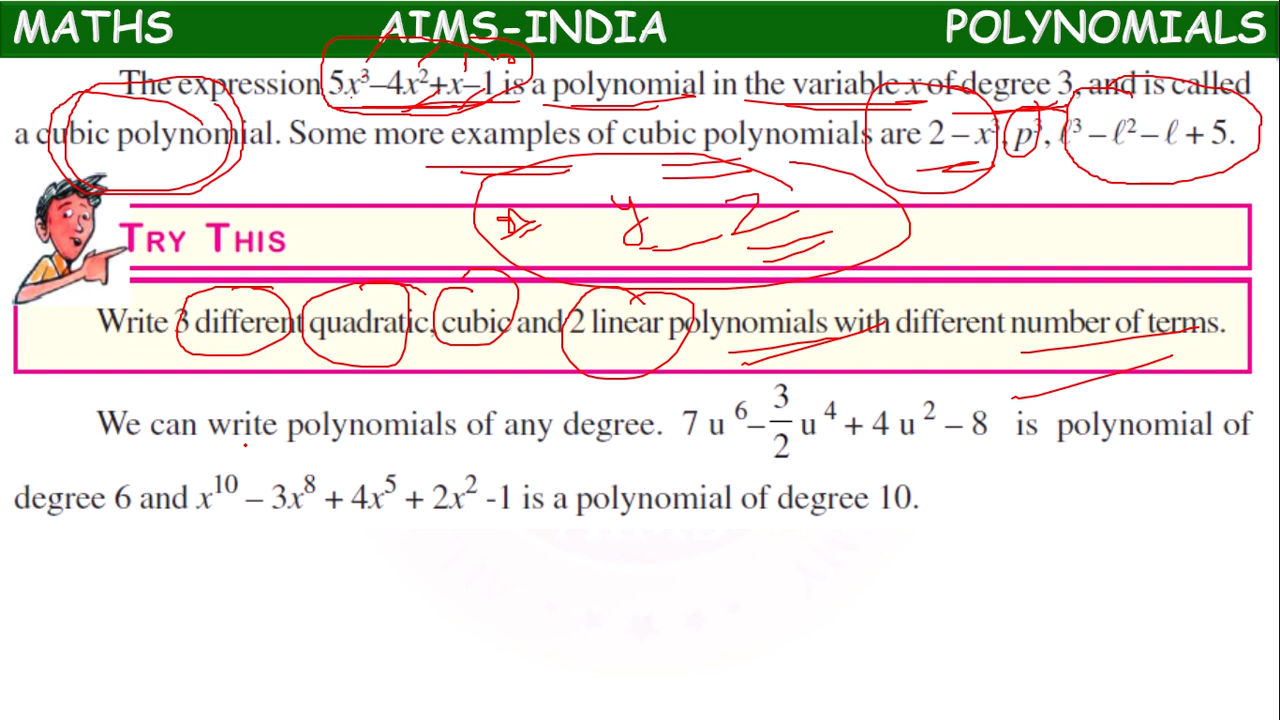 MATHS AIMS-INDIA POLYNOMIALS
The expression 5x³–4x²+x–1 is a polynomial in the variable x of degree 3, and is called
a cubic polynomial. Some more examples of cubic polynomials are 2 – x³, p³, ℓ³ – ℓ² – ℓ + 5.
y z
TRY THIS
Write 3 different quadratic, cubic and 2 linear polynomials with different number of terms.
We can write polynomials of any degree. 7 u⁶ – 3/2 u⁴ + 4 u² – 8 is polynomial of
degree 6 and x¹⁰ – 3x⁸ + 4x⁵ + 2x² -1 is a polynomial of degree 10.